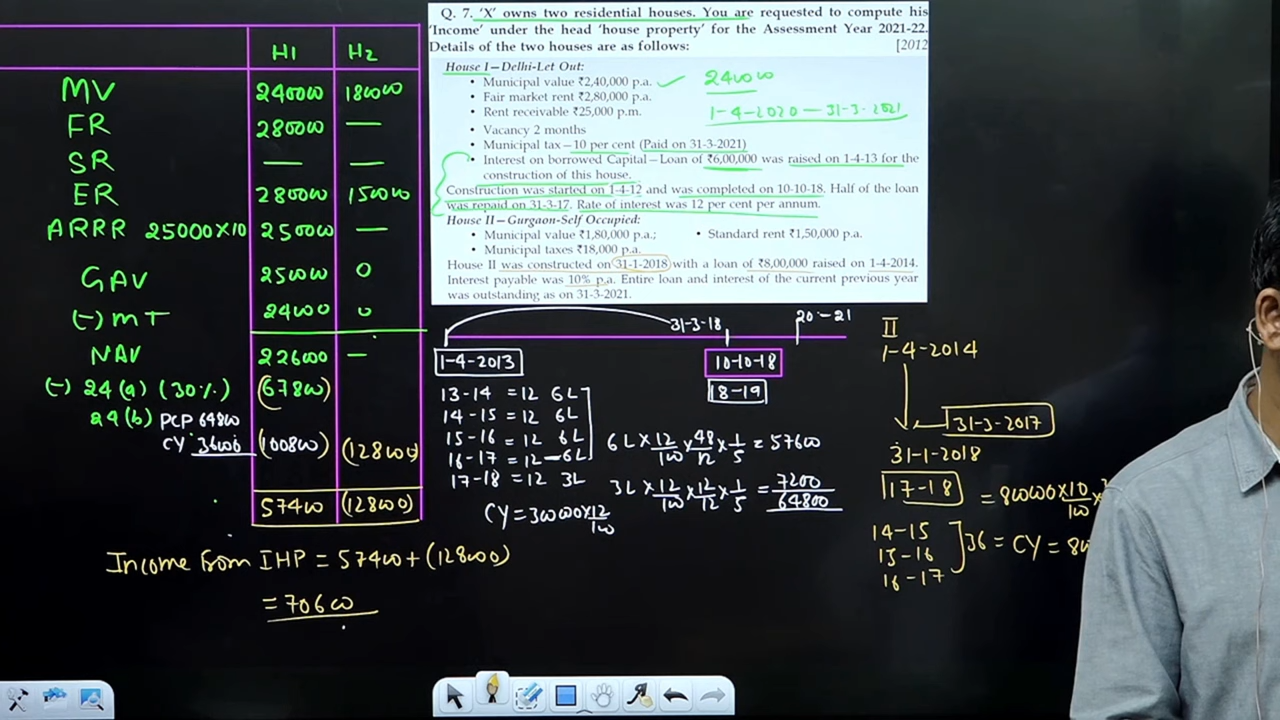 H1 H2
MV 240000 180000
FR 280000 —
SR — —
ER 280000 150000
ARRR 25000X10 250000 —
GAV 250000 0
(-) MT 24000 0
NAV 226000 —
(-) 24(a) (30%) (67800)
24(b) PCP 64800
CY 36000 (100800) (128000)
57400 (128000)
Income from IHP = 57400 + (128000)
= 70600
Q. 7. 'X' owns two residential houses. You are requested to compute his
'Income' under the head 'house property' for the Assessment Year 2021-22.
Details of the two houses are as follows: [2012
House I—Delhi-Let Out:
• Municipal value ₹2,40,000 p.a. 240000
• Fair market rent ₹2,80,000 p.a.
• Rent receivable ₹25,000 p.m. 1-4-2020 — 31-3-2021
• Vacancy 2 months
• Municipal tax—10 per cent (Paid on 31-3-2021)
• Interest on borrowed Capital—Loan of ₹6,00,000 was raised on 1-4-13 for the
construction of this house.
Construction was started on 1-4-12 and was completed on 10-10-18. Half of the loan
was repaid on 31-3-17. Rate of interest was 12 per cent per annum.
House II—Gurgaon-Self Occupied:
• Municipal value ₹1,80,000 p.a.; • Standard rent ₹1,50,000 p.a.
• Municipal taxes ₹18,000 p.a.
House II was constructed on 31-1-2018 with a loan of ₹8,00,000 raised on 1-4-2014.
Interest payable was 10% p.a. Entire loan and interest of the current previous year
was outstanding as on 31-3-2021.
31-3-18 20-21
1-4-2013 10-10-18
18-19
13-14 = 12 6L
14-15 = 12 6L
15-16 = 12 6L
16-17 = 12 6L
17-18 = 12 3L
6L X 12/100 X 48/12 X 1/5 = 57600
3L X 12/100 X 12/12 X 1/5 = 7200
64800
CY = 300000 X 12/100
II
1-4-2014
31-3-2017
31-1-2018
17-18 = 800000 X 10/100 X
14-15
15-16 ] 36 = CY = 80
16-17